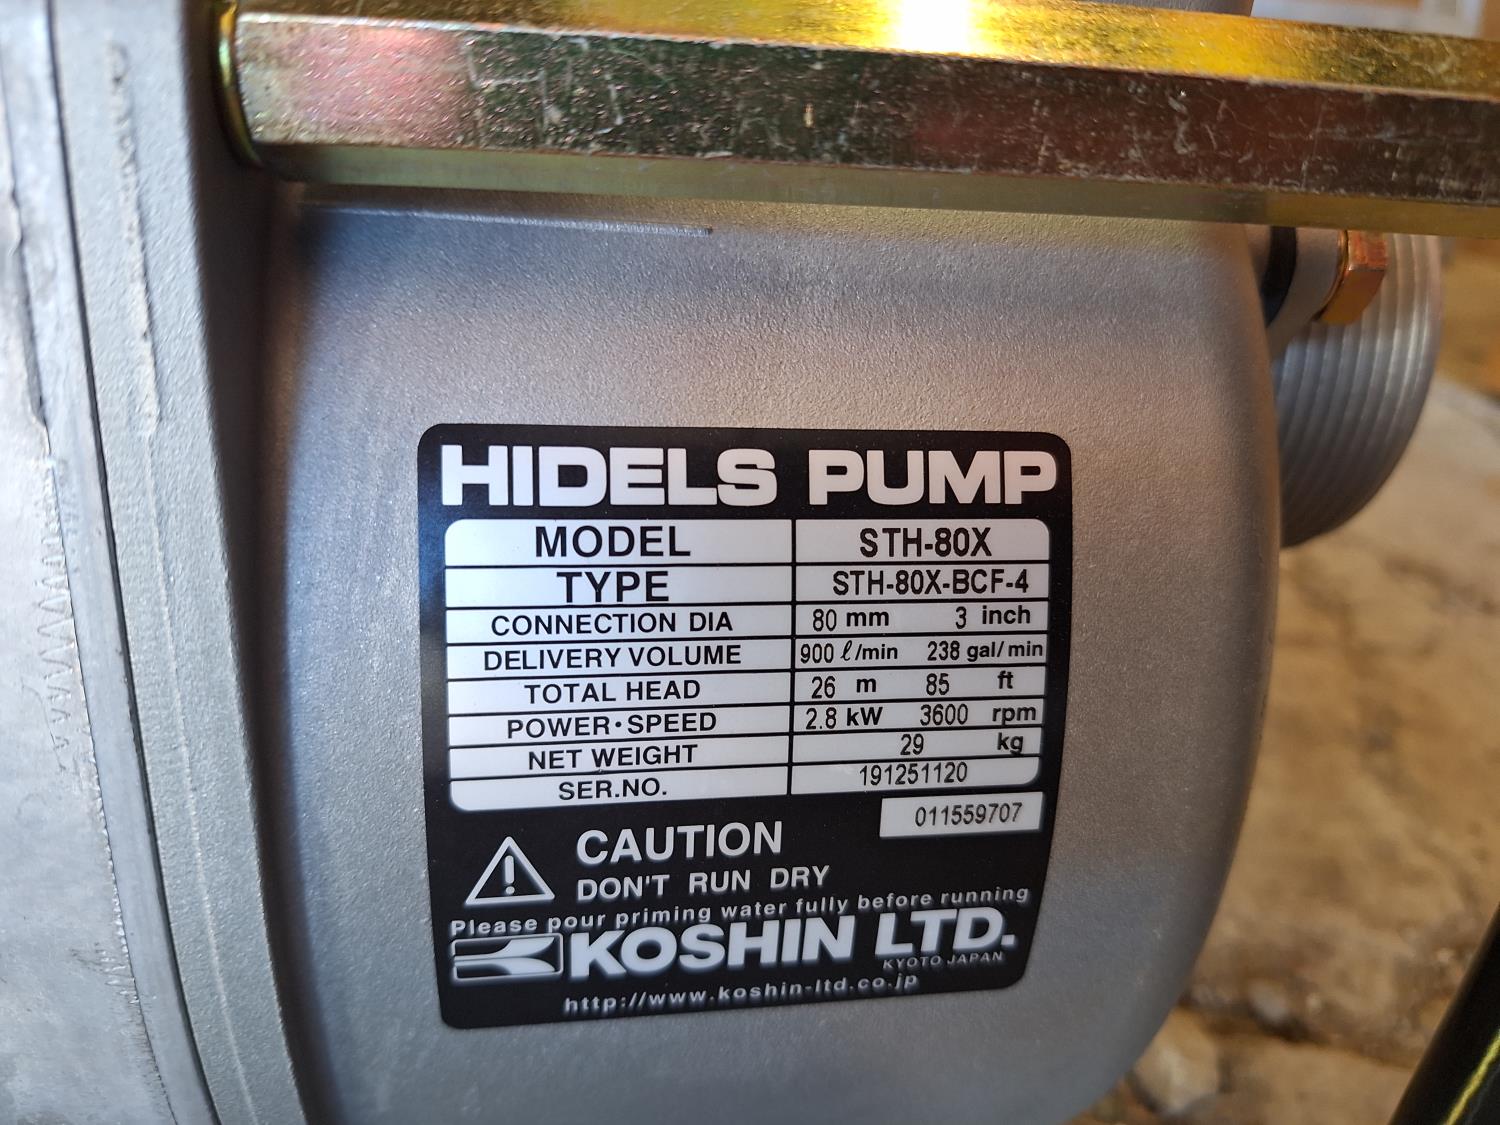 HIDELS PUMP
MODEL STH-80X
TYPE STH-80X-BCF-4
CONNECTION DIA 80 mm 3 inch
DELIVERY VOLUME 900 ℓ/min 238 gal/min
TOTAL HEAD 26 m 85 ft
POWER・SPEED 2.8 kW 3600 rpm
NET WEIGHT 29 kg
SER.NO. 191251120
011559707
CAUTION
DON'T RUN DRY
Please pour priming water fully before running
KOSHIN LTD.
KYOTO JAPAN
http://www.koshin-ltd.co.jp